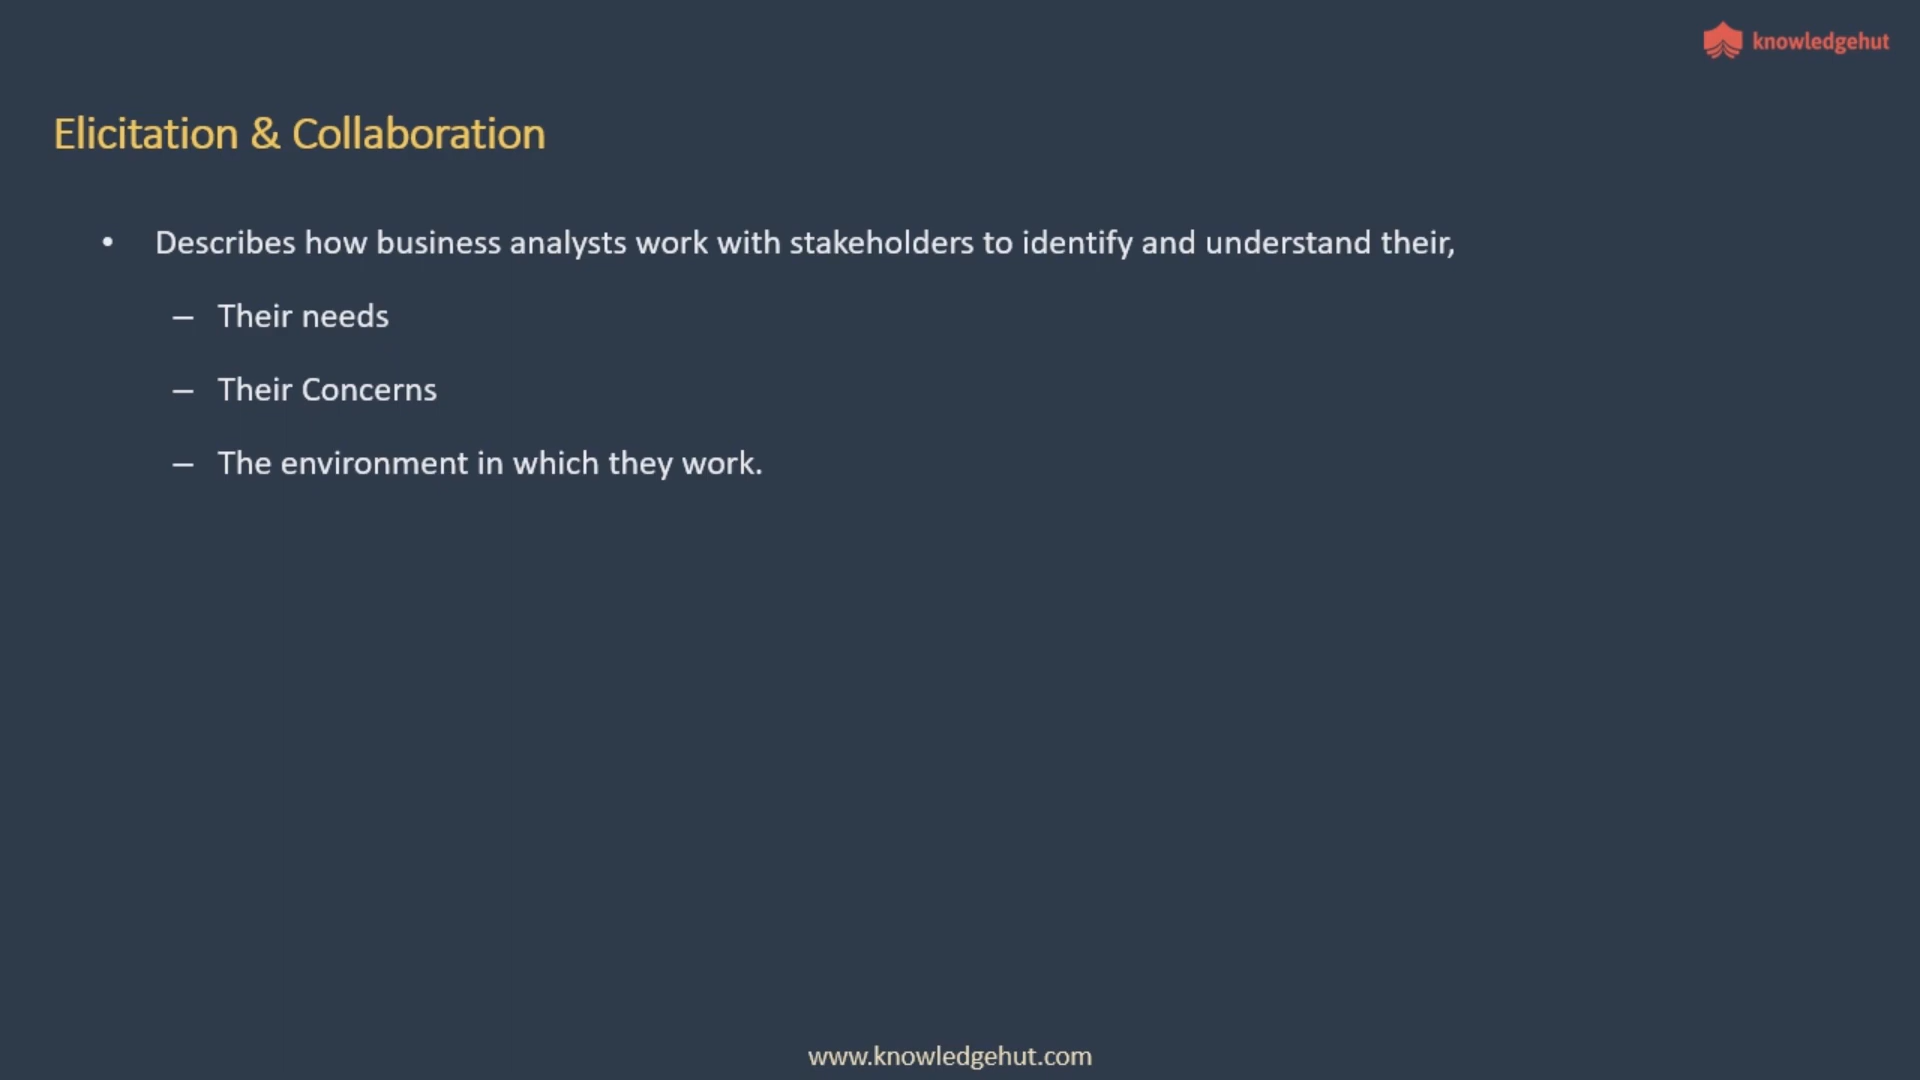 knowledgehut
Elicitation & Collaboration
• Describes how business analysts work with stakeholders to identify and understand their,
– Their needs
– Their Concerns
– The environment in which they work.
www.knowledgehut.com